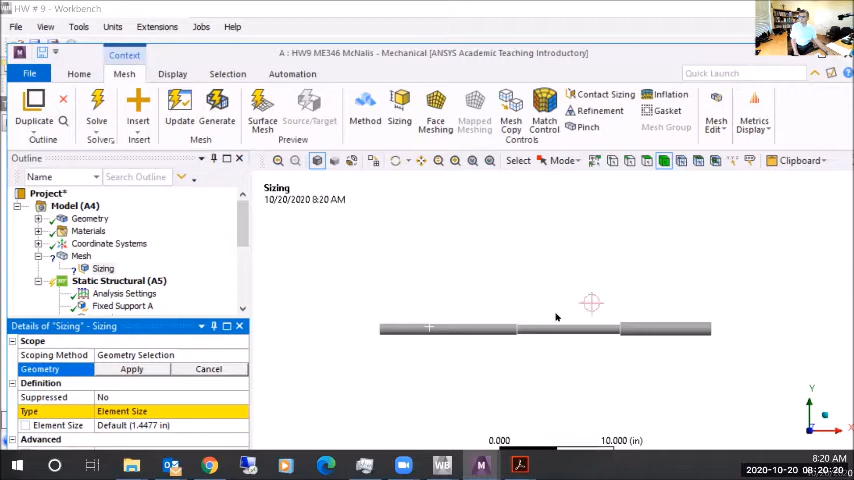 HW # 9 - Workbench
File View Tools Units Extensions Jobs Help
Context
A : HW9 ME346 McNalis - Mechanical [ANSYS Academic Teaching Introductory]
File Home Mesh Display Selection Automation
Quick Launch
Duplicate
Outline
Solve
Solver
Insert
Insert
Update Generate
Mesh
Surface Mesh
Source/Target
Preview
Method Sizing Face Meshing Mapped Meshing Mesh Copy Match Control
Contact Sizing
Refinement
Pinch
Inflation
Gasket
Mesh Group
Controls
Mesh Edit
Metrics Display
Outline
Name Search Outline
Select Mode Clipboard
Project*
Model (A4)
Geometry
Materials
Coordinate Systems
Mesh
Sizing
Static Structural (A5)
Analysis Settings
Fixed Support A
Details of "Sizing" - Sizing
Scope
Scoping Method Geometry Selection
Geometry Apply Cancel
Definition
Suppressed No
Type Element Size
Element Size Default (1.4477 in)
Advanced
Sizing
10/20/2020 8:20 AM
0.000 10.000 (in)
Y
X
WB
M
8:20 AM
2020-10-20 08:20:20